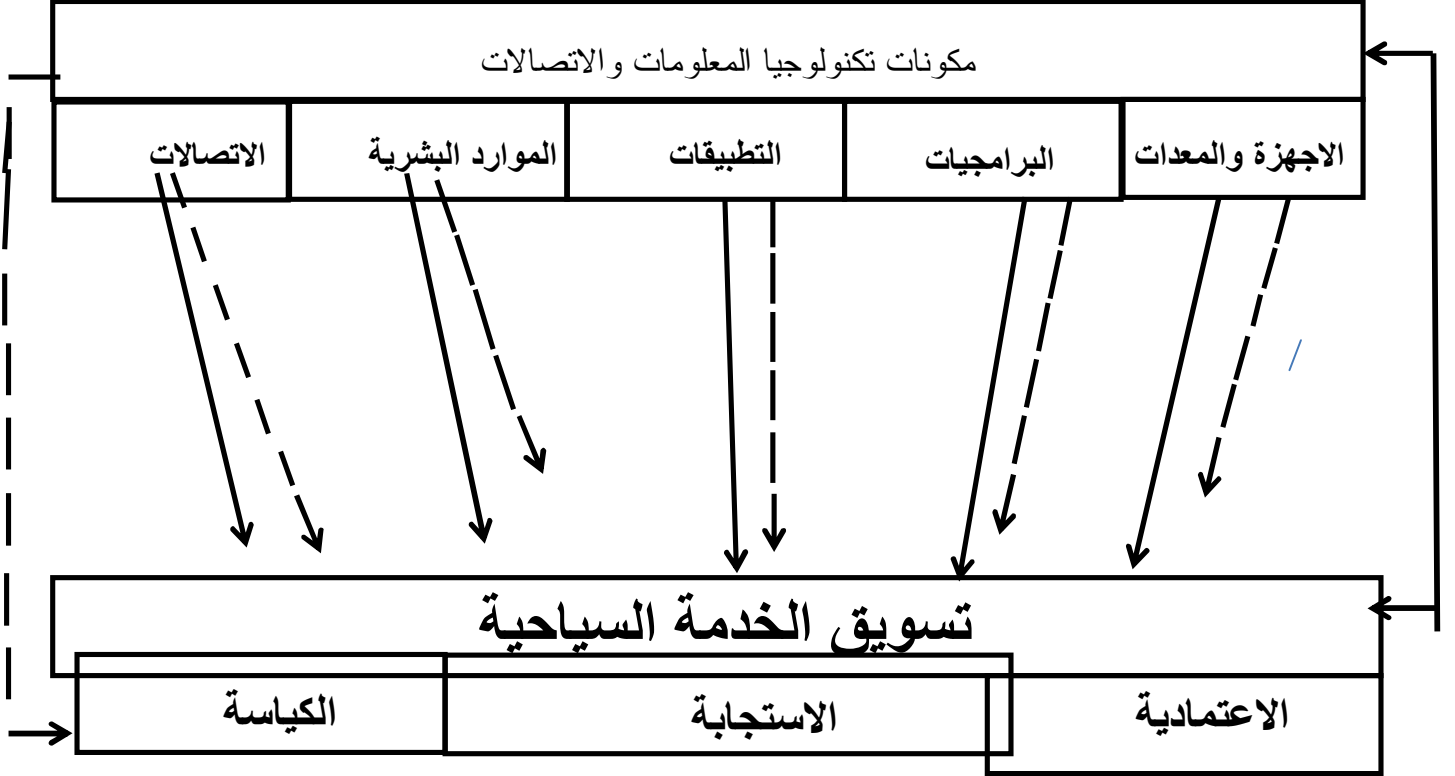 مكونات تكنولوجيا المعلومات والاتصالات
الاجهزة والمعدات
البرامجيات
التطبيقات
الموارد البشرية
الاتصالات
تسويق الخدمة السياحية
الاعتمادية
الاستجابة
الكياسة